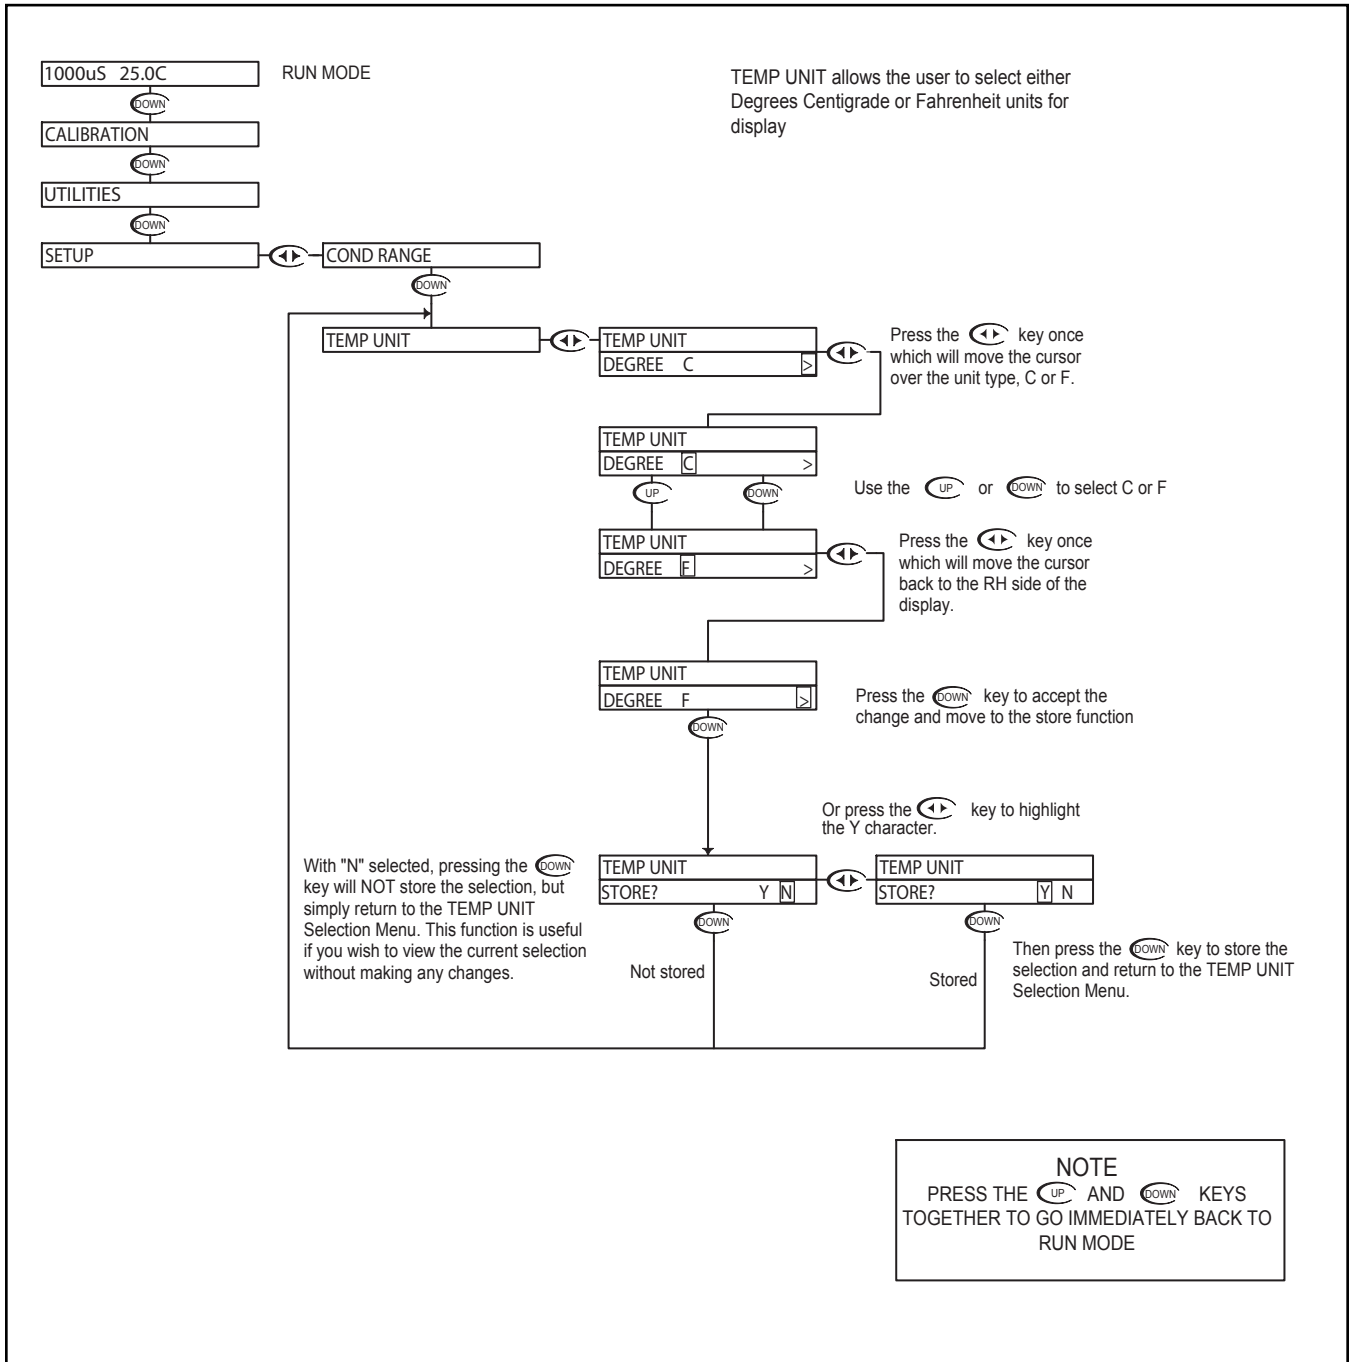 1000uS 25.0C
RUN MODE
TEMP UNIT allows the user to select either
Degrees Centigrade or Fahrenheit units for
display
DOWN
CALIBRATION
DOWN
UTILITIES
DOWN
SETUP
COND RANGE
DOWN
TEMP UNIT
TEMP UNIT
DEGREE C >
Press the key once
which will move the cursor
over the unit type, C or F.
TEMP UNIT
DEGREE C >
UP
DOWN
Use the UP or DOWN to select C or F
TEMP UNIT
DEGREE F >
Press the key once
which will move the cursor
back to the RH side of the
display.
TEMP UNIT
DEGREE F >
DOWN
Press the DOWN key to accept the
change and move to the store function
Or press the key to highlight
the Y character.
With "N" selected, pressing the DOWN
key will NOT store the selection, but
simply return to the TEMP UNIT
Selection Menu. This function is useful
if you wish to view the current selection
without making any changes.
TEMP UNIT
STORE? Y N
DOWN
Not stored
TEMP UNIT
STORE? Y N
DOWN
Stored
Then press the DOWN key to store the
selection and return to the TEMP UNIT
Selection Menu.
NOTE
PRESS THE UP AND DOWN KEYS
TOGETHER TO GO IMMEDIATELY BACK TO
RUN MODE